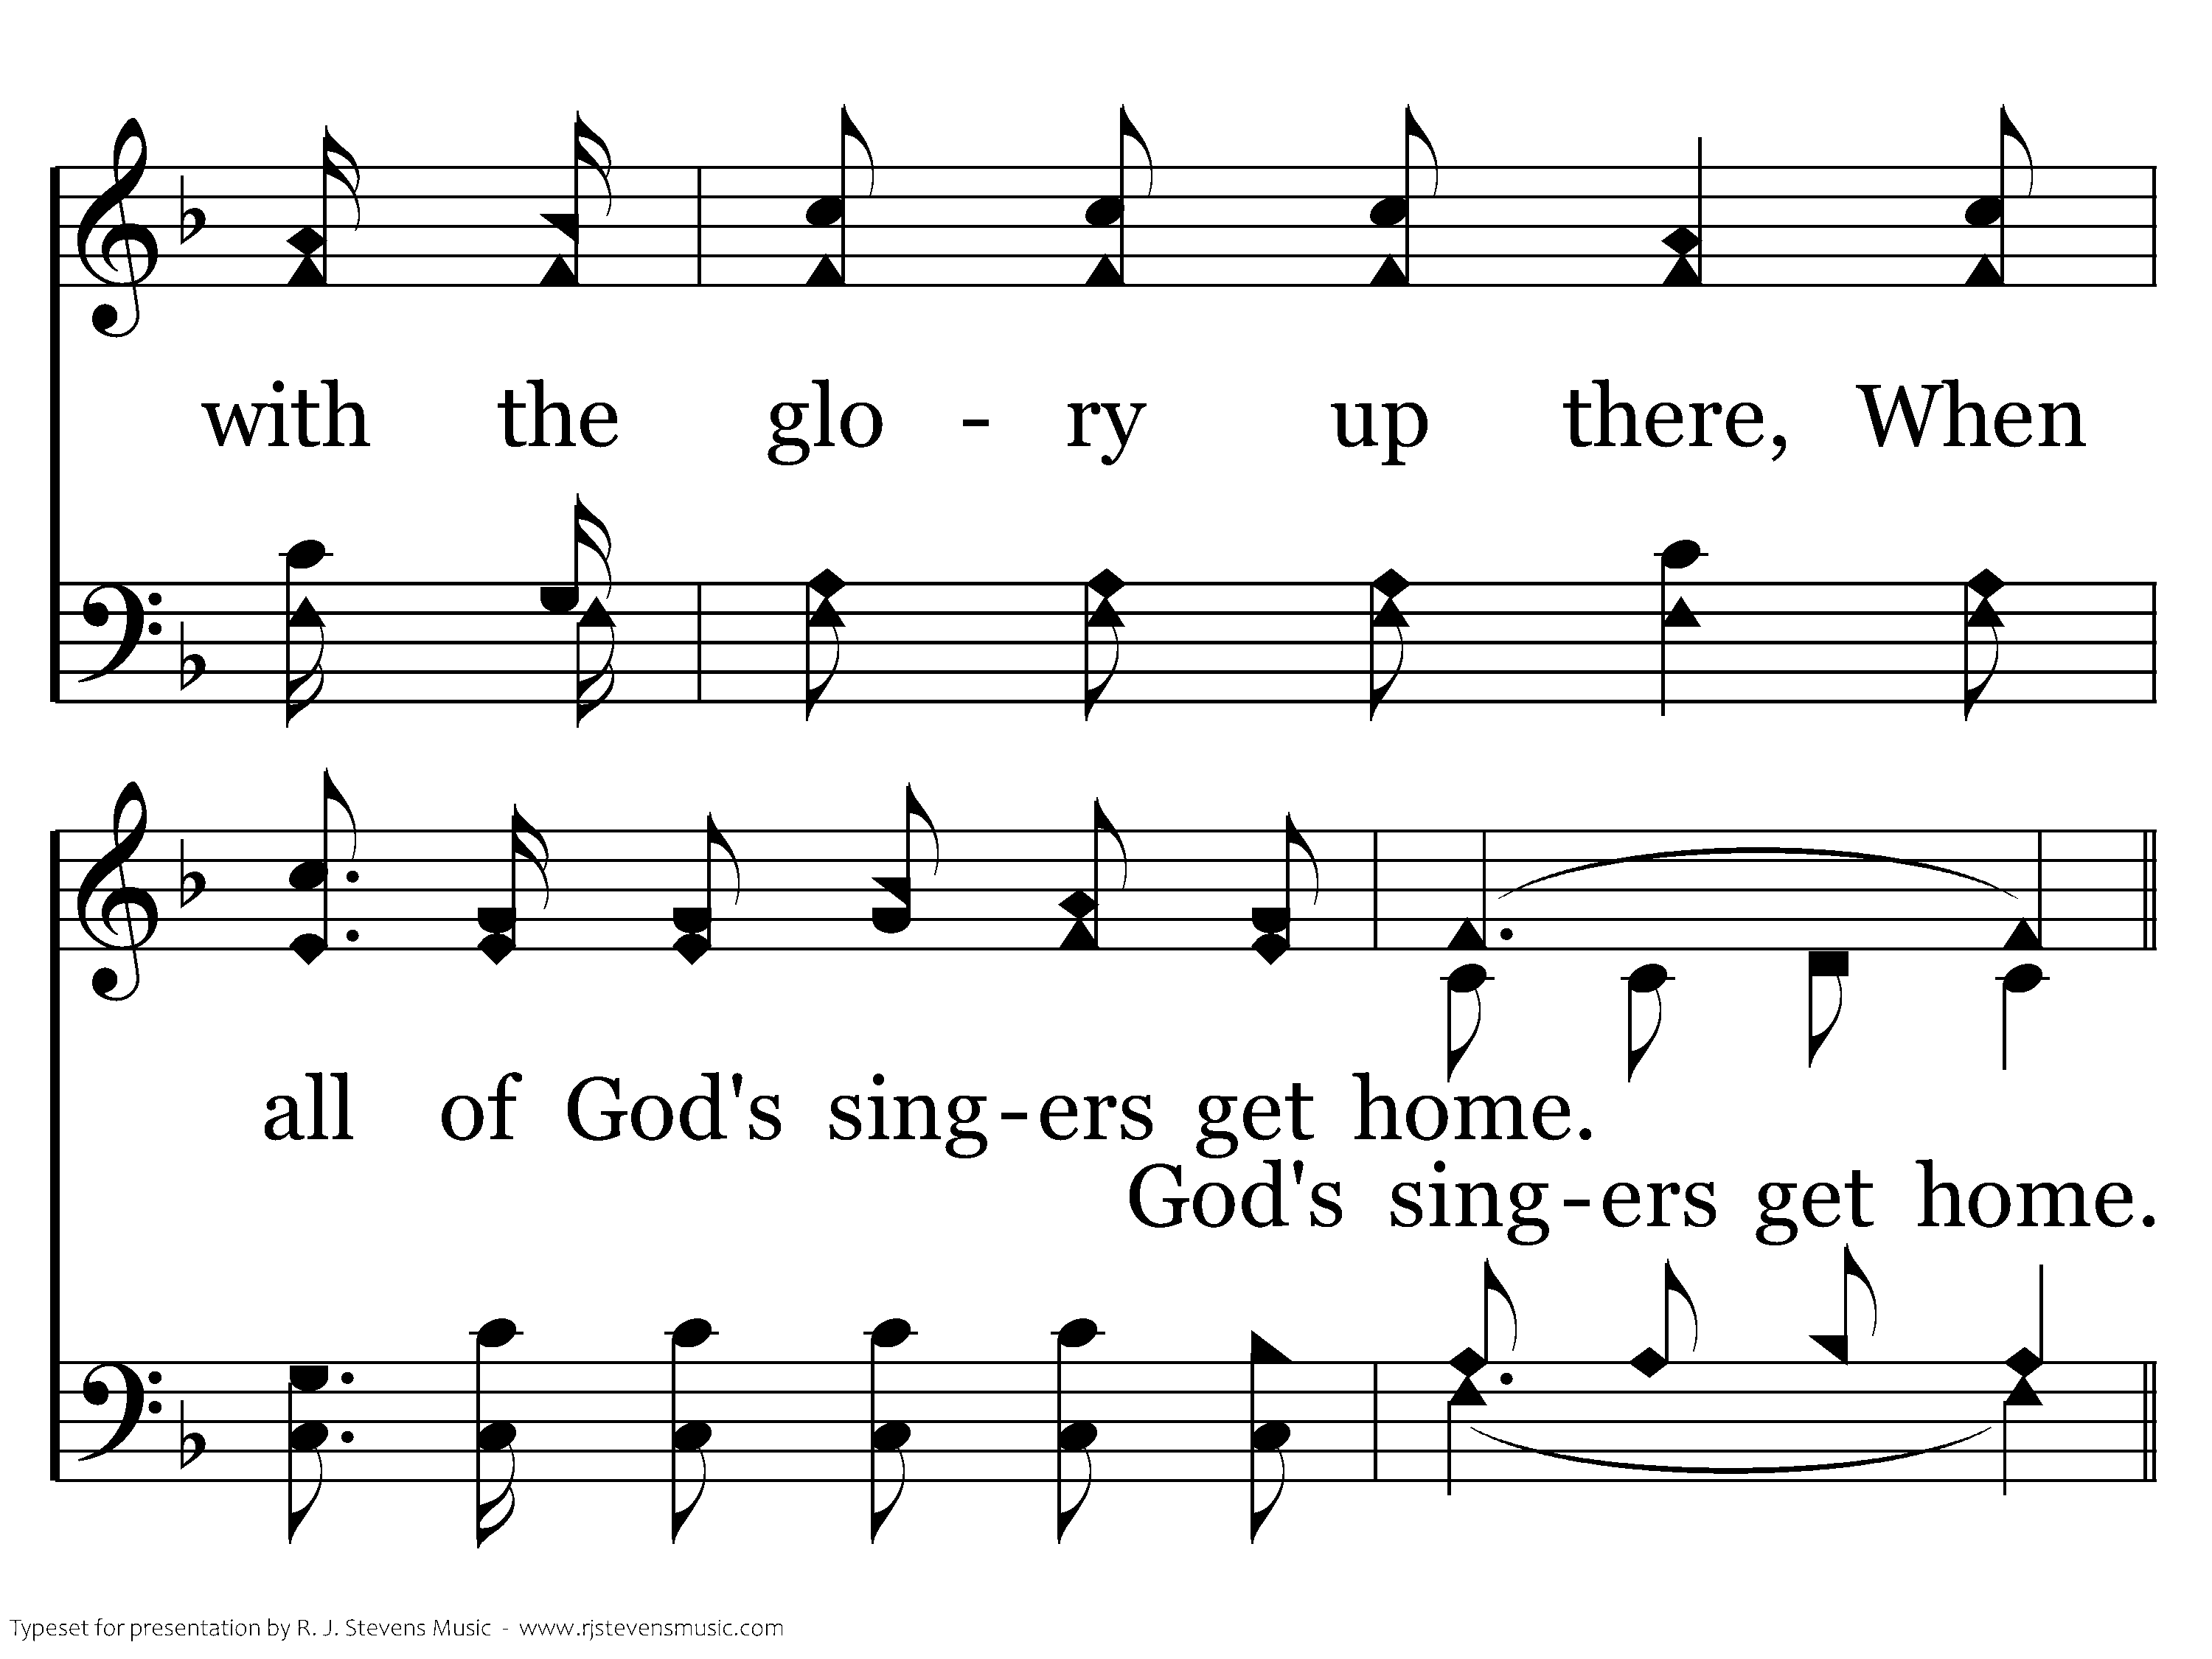 with the glo - ry up there, When
all of God's sing-ers get home.
God's sing-ers get home.
Typeset for presentation by R. J. Stevens Music - www.rjstevensmusic.com